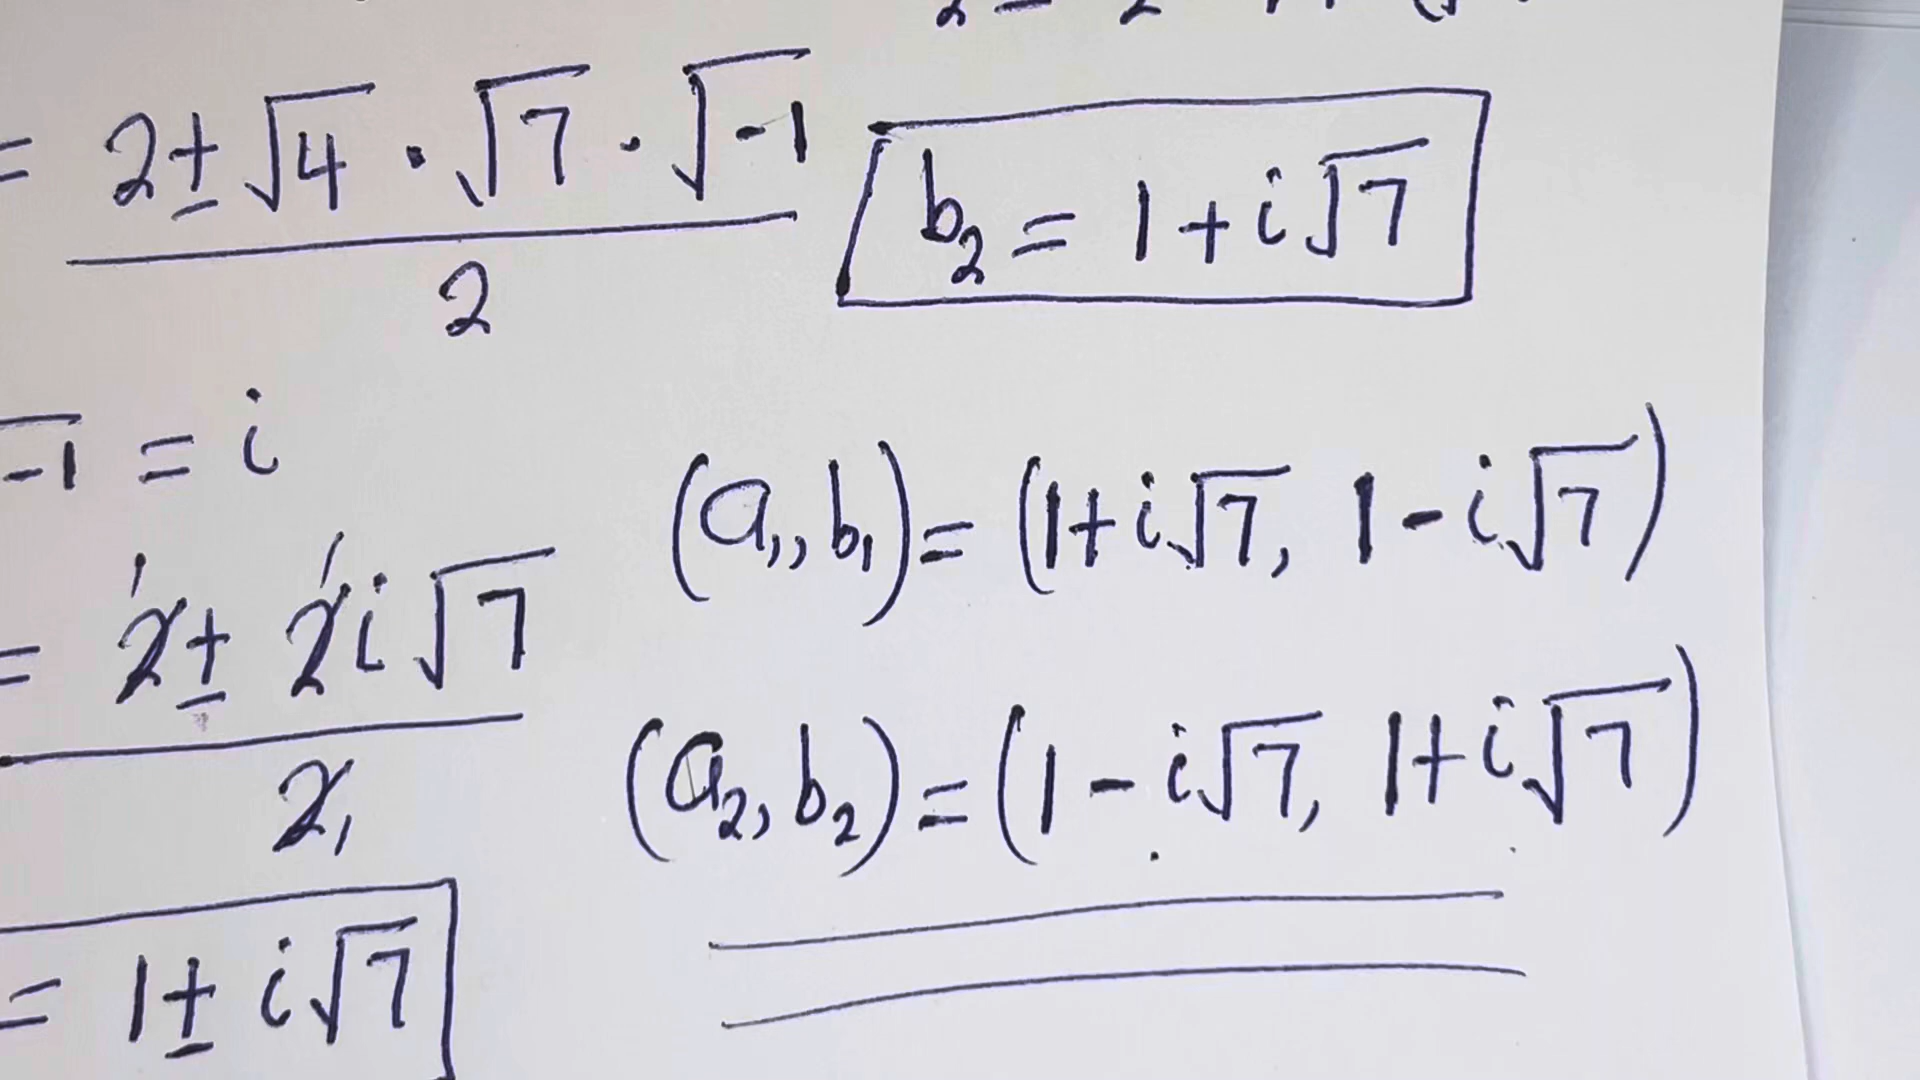 = 2 ± √4 · √7 · √-1
2
b₂ = 1 + i√7
√-1 = i
= 2 ± 2i√7
2
= 1 ± i√7
(a₁, b₁) = (1+i√7, 1-i√7)
(a₂, b₂) = (1-i√7, 1+i√7)